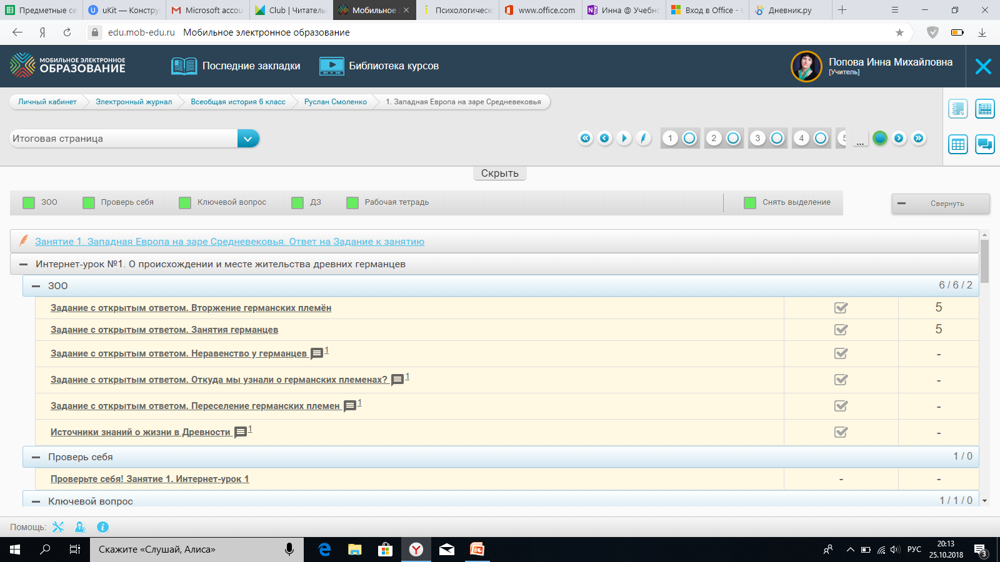 Предметные се
uKit — Констру
Microsoft accou
Club | Читатель
Мобильное э
Психологическ
www.office.com
Инна @ Учебно
Вход в Office - 
Дневник.ру
edu.mob-edu.ru Мобильное электронное образование
МОБИЛЬНОЕ ЭЛЕКТРОННОЕ
ОБРАЗОВАНИЕ
Последние закладки
Библиотека курсов
Попова Инна Михайловна
[Учитель]
Личный кабинет
Электронный журнал
Всеобщая история 6 класс
Руслан Смоленко
1. Западная Европа на заре Средневековья
Итоговая страница
1 2 3 4 5 ...
Скрыть
ЗОО
Проверь себя
Ключевой вопрос
ДЗ
Рабочая тетрадь
Снять выделение
Свернуть
Занятие 1. Западная Европа на заре Средневековья. Ответ на Задание к занятию
Интернет-урок №1. О происхождении и месте жительства древних германцев
ЗОО 6 / 6 / 2
Задание с открытым ответом. Вторжение германских племён 5
Задание с открытым ответом. Занятия германцев 5
Задание с открытым ответом. Неравенство у германцев 1 -
Задание с открытым ответом. Откуда мы узнали о германских племенах? 1 -
Задание с открытым ответом. Переселение германских племен 1 -
Источники знаний о жизни в Древности 1 -
Проверь себя 1 / 0
Проверьте себя! Занятие 1. Интернет-урок 1 - -
Ключевой вопрос 1 / 1 / 0
Помощь:
Скажите «Слушай, Алиса»
РУС
20:13
25.10.2018
3